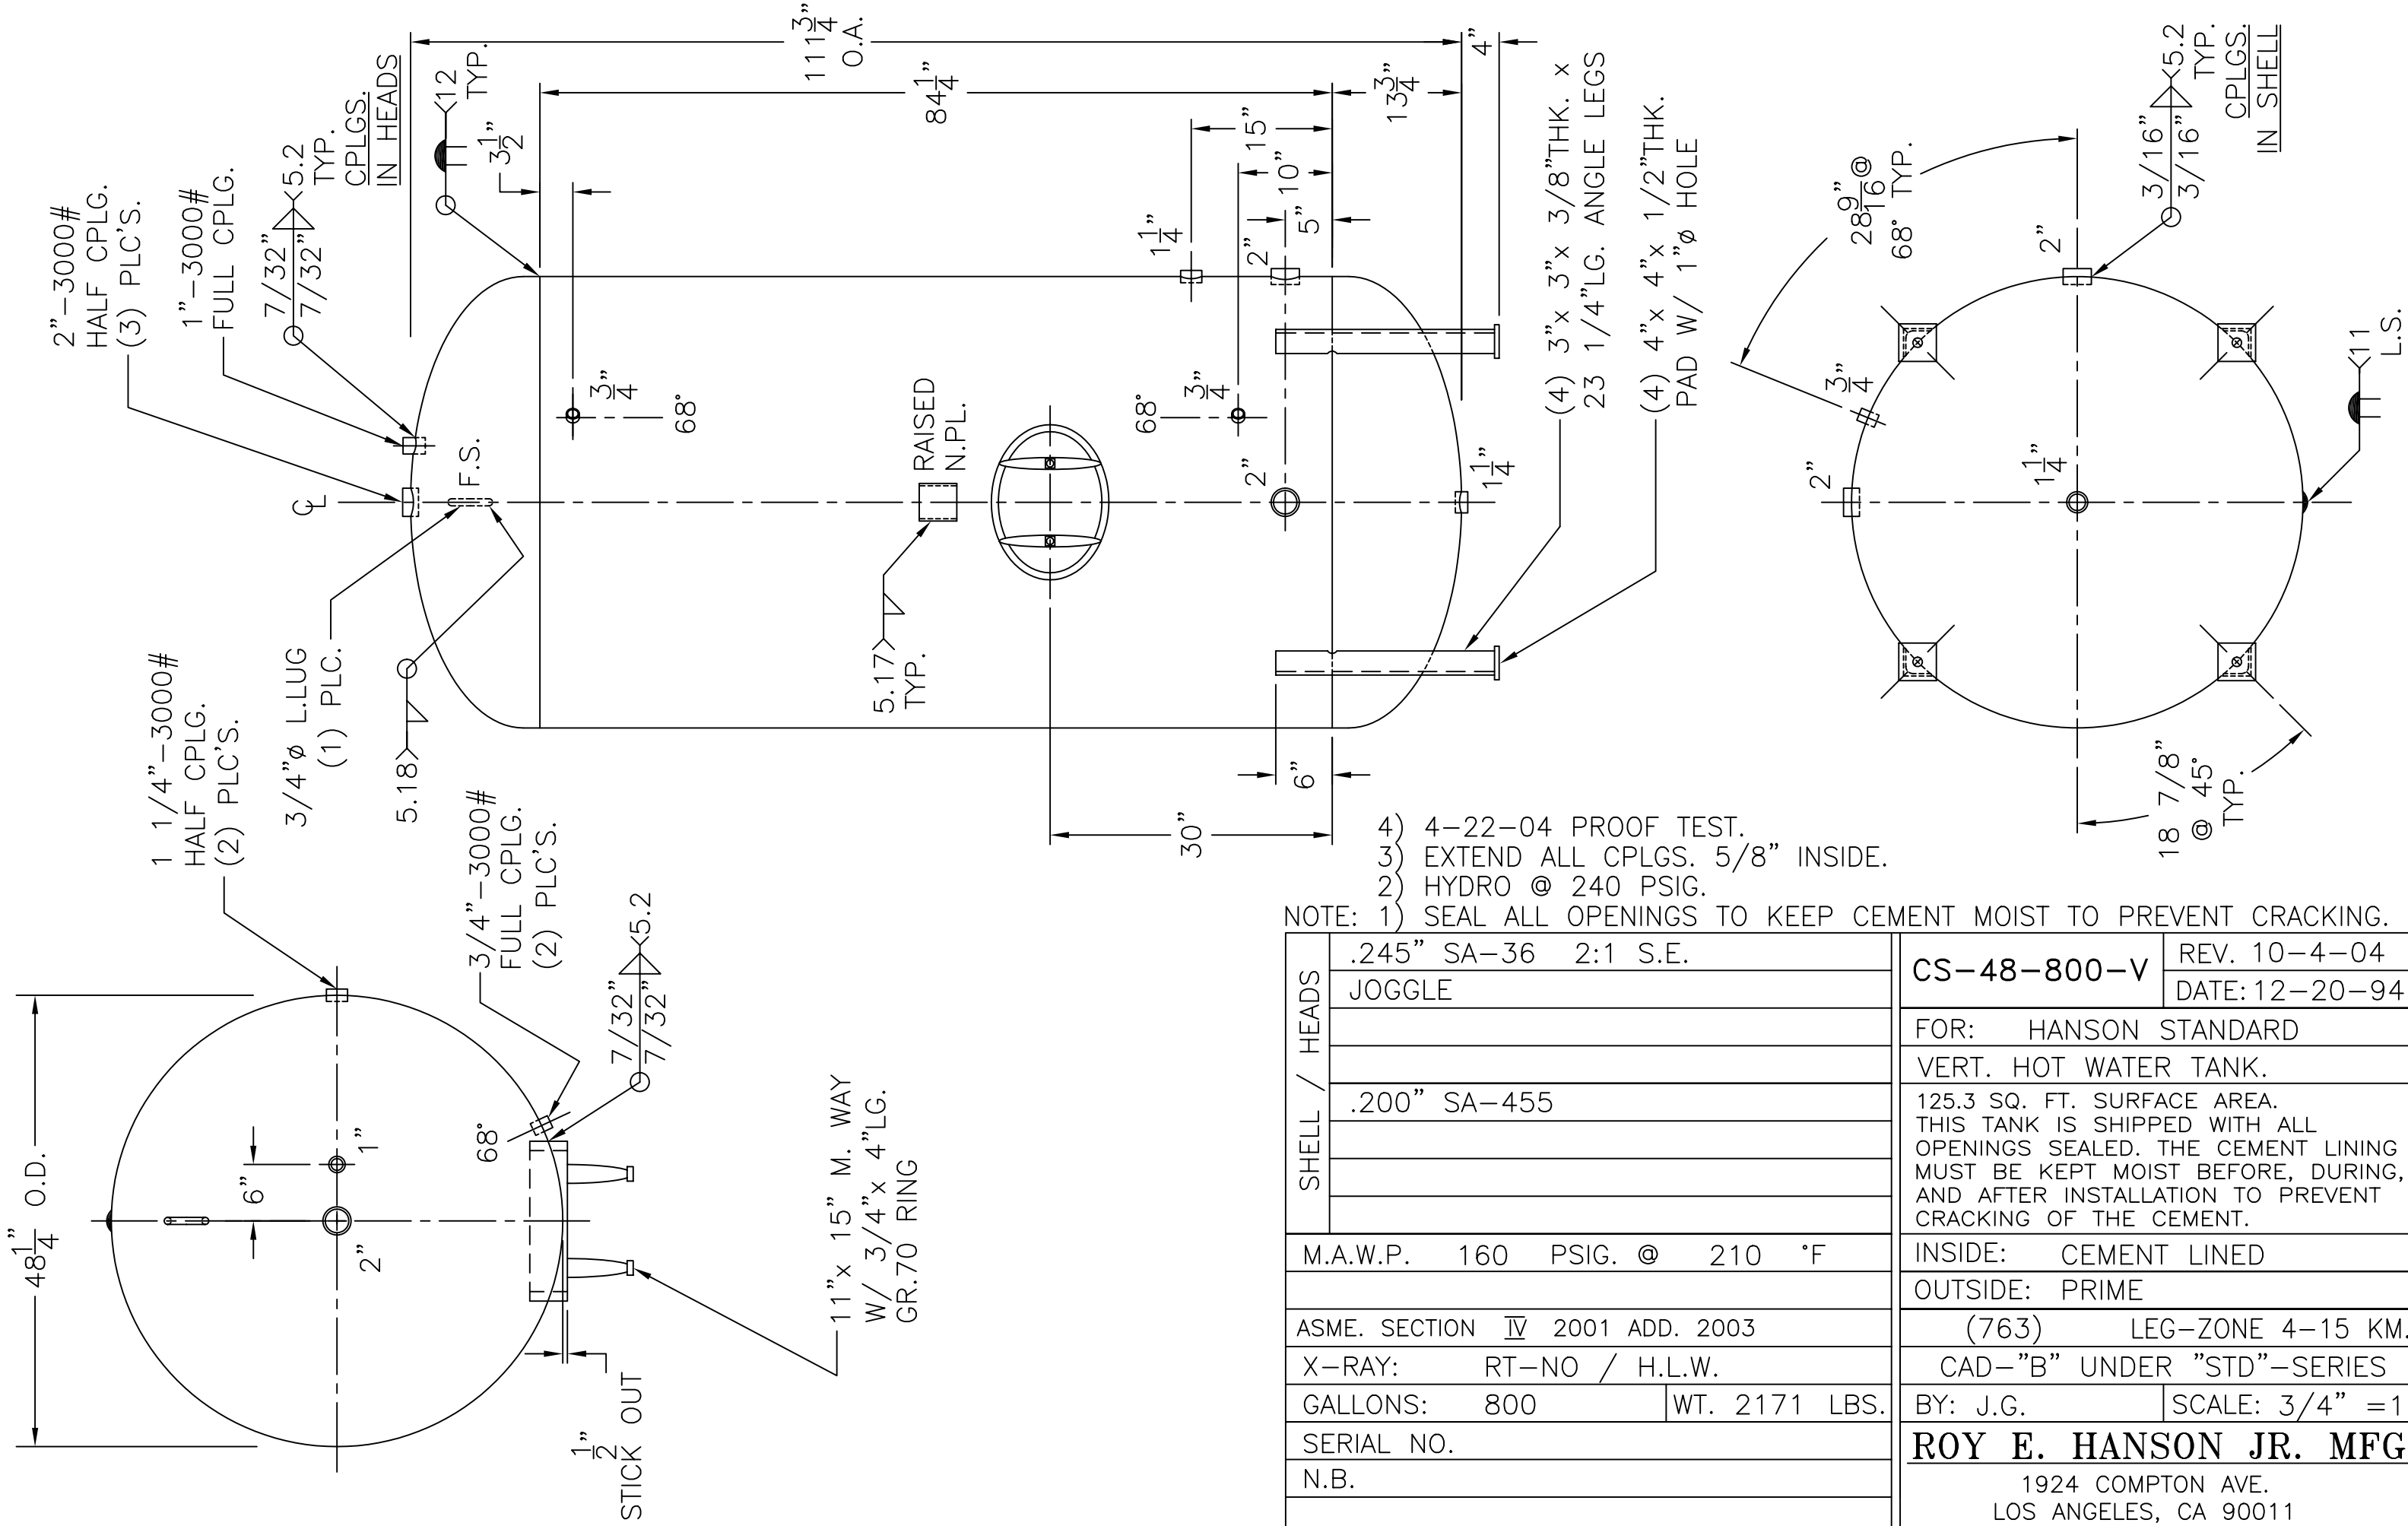 2"-3000#
HALF CPLG.
(3) PLC'S.
1"-3000#
FULL CPLG.
7/32"
7/32"
5.2
TYP.
CPLGS.
IN HEADS
12
TYP.
3 1/2"
111 3/4"
O.A.
84 1/4"
15"
10"
5"
13 3/4"
4"
1 1/4"
2"
℄
F.S.
3/4"
68°
RAISED
N.PL.
68°
3/4"
2"
1 1/4"
5.17
TYP.
3/4"ø L.LUG
(1) PLC.
5.18
6"
30"
(4) 3"x 3"x 3/8"THK. x
23 1/4"LG. ANGLE LEGS
(4) 4"x 4"x 1/2"THK.
PAD W/ 1"ø HOLE
1 1/4"-3000#
HALF CPLG.
(2) PLC'S.
3/4"-3000#
FULL CPLG.
(2) PLC'S.
7/32"
7/32"
5.2
48 1/4" O.D.
6"
1"
2"
68°
1/2"
STICK OUT
11"x 15" M. WAY
W/ 3/4"x 4"LG.
GR.70 RING
28 9/16" @
68° TYP.
3/16"
3/16"
5.2
TYP.
CPLGS.
IN SHELL
2"
3/4"
2"
1 1/4"
11
L.S.
18 7/8"
@ 45°
TYP.
4) 4-22-04 PROOF TEST.
3) EXTEND ALL CPLGS. 5/8" INSIDE.
2) HYDRO @ 240 PSIG.
NOTE: 1) SEAL ALL OPENINGS TO KEEP CEMENT MOIST TO PREVENT CRACKING.
SHELL / HEADS
.245" SA-36 2:1 S.E.
JOGGLE
.200" SA-455
M.A.W.P. 160 PSIG. @ 210 °F
ASME. SECTION IV 2001 ADD. 2003
X-RAY: RT-NO / H.L.W.
GALLONS: 800
WT. 2171 LBS.
SERIAL NO.
N.B.
CS-48-800-V
REV. 10-4-04
DATE: 12-20-94
FOR: HANSON STANDARD
VERT. HOT WATER TANK.
125.3 SQ. FT. SURFACE AREA.
THIS TANK IS SHIPPED WITH ALL
OPENINGS SEALED. THE CEMENT LINING
MUST BE KEPT MOIST BEFORE, DURING,
AND AFTER INSTALLATION TO PREVENT
CRACKING OF THE CEMENT.
INSIDE: CEMENT LINED
OUTSIDE: PRIME
(763) LEG-ZONE 4-15 KM.
CAD-"B" UNDER "STD"-SERIES
BY: J.G.
SCALE: 3/4" =1
ROY E. HANSON JR. MFG
1924 COMPTON AVE.
LOS ANGELES, CA 90011